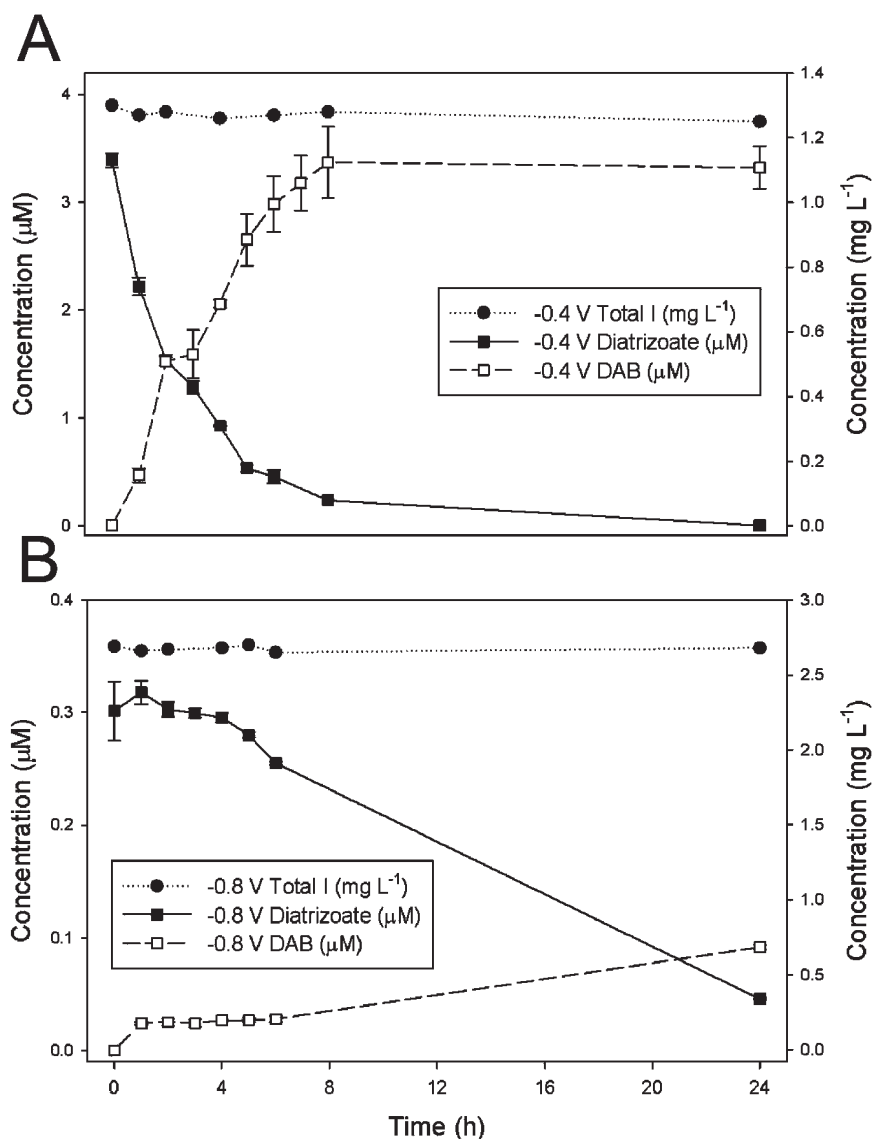 A
4
3
2
1
0
Concentration (μM)
1.4
1.2
1.0
0.8
0.6
0.4
0.2
0.0
Concentration (mg L⁻¹)
-0.4 V Total I (mg L⁻¹)
-0.4 V Diatrizoate (μM)
-0.4 V DAB (μM)
B
0.4
0.3
0.2
0.1
0.0
Concentration (μM)
3.0
2.5
2.0
1.5
1.0
0.5
0.0
Concentration (mg L⁻¹)
-0.8 V Total I (mg L⁻¹)
-0.8 V Diatrizoate (μM)
-0.8 V DAB (μM)
0 4 8 12 16 20 24
Time (h)